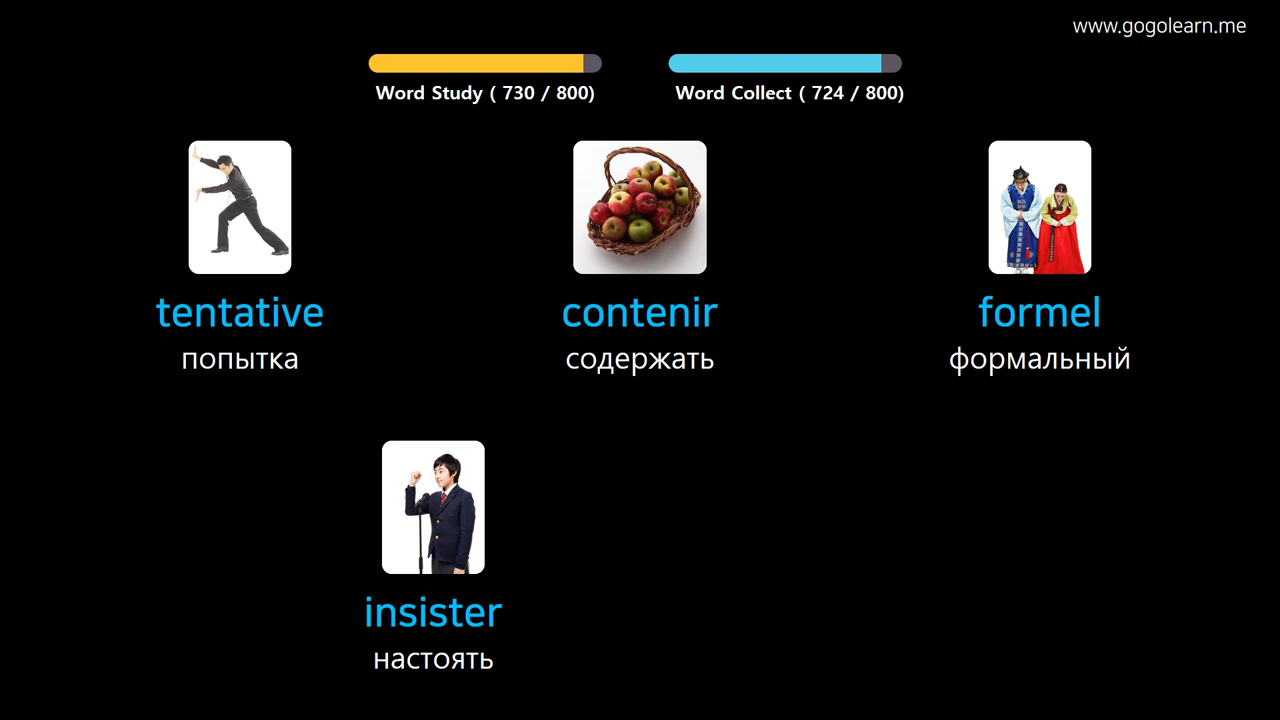 www.gogolearn.me
Word Study ( 730 / 800)
Word Collect ( 724 / 800)
tentative
попытка
contenir
содержать
formel
формальный
insister
настоять